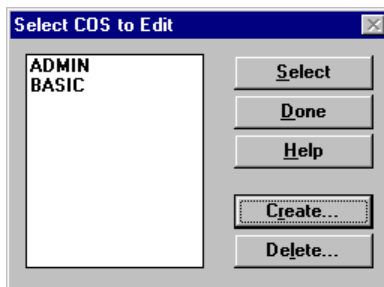 Select COS to Edit
ADMIN
BASIC
Select
Done
Help
Create...
Delete...